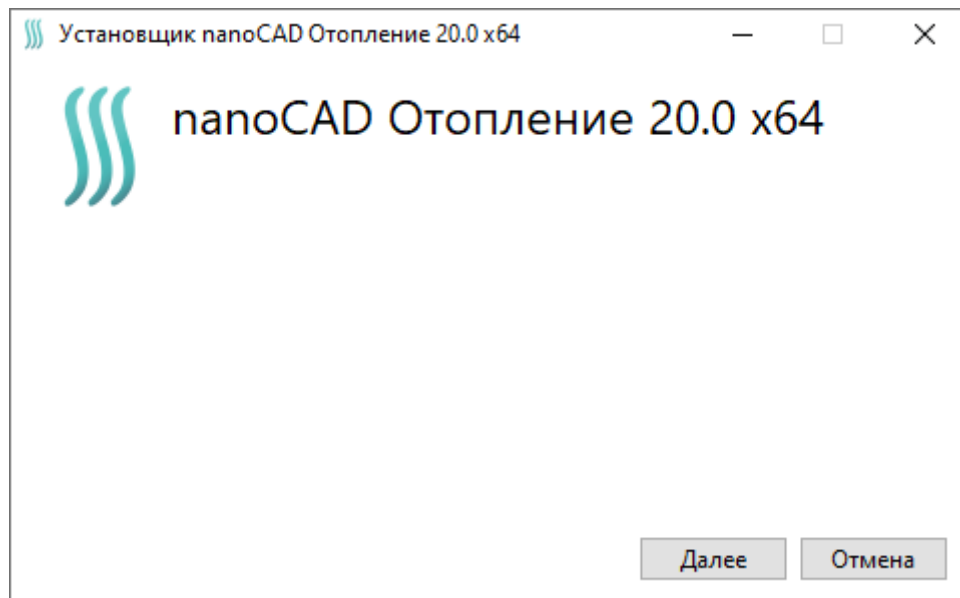 Установщик nanoCAD Отопление 20.0 x64
nanoCAD Отопление 20.0 x64
Далее
Отмена